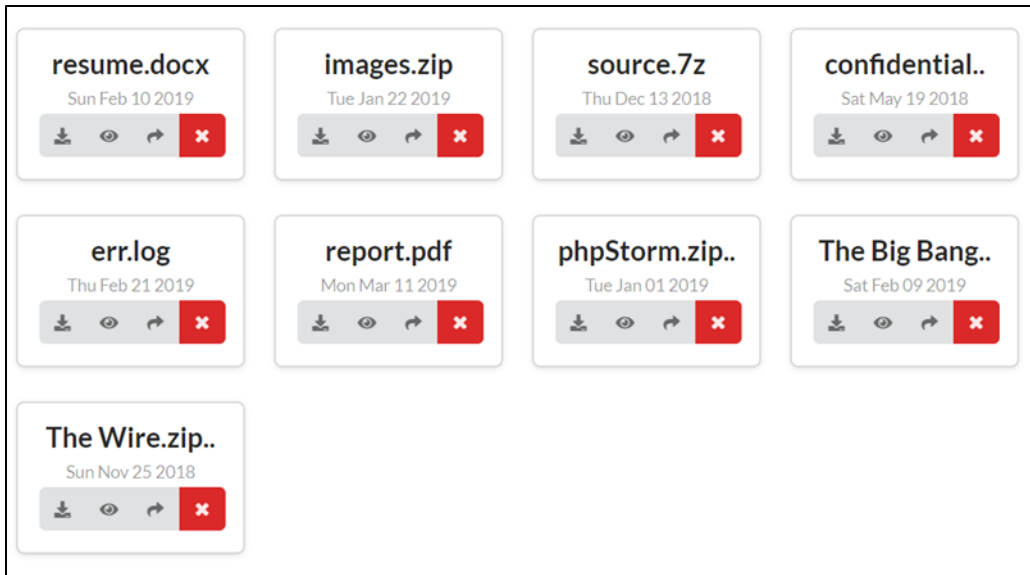 resume.docx
Sun Feb 10 2019
images.zip
Tue Jan 22 2019
source.7z
Thu Dec 13 2018
confidential..
Sat May 19 2018
err.log
Thu Feb 21 2019
report.pdf
Mon Mar 11 2019
phpStorm.zip..
Tue Jan 01 2019
The Big Bang..
Sat Feb 09 2019
The Wire.zip..
Sun Nov 25 2018